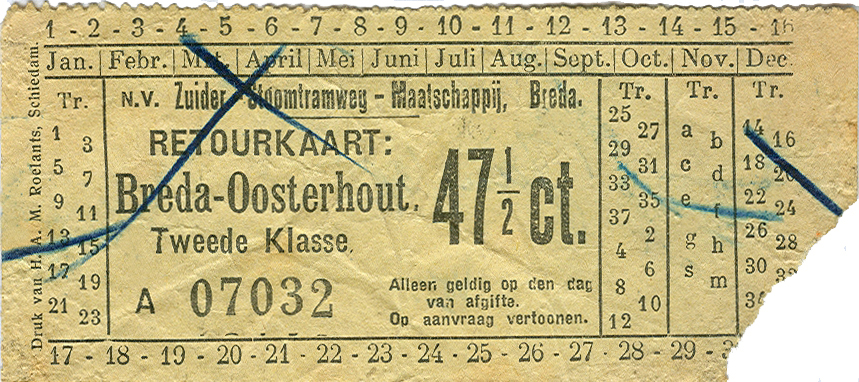 1 - 2 - 3 - 4 - 5 - 6 - 7 - 8 - 9 - 10 - 11 - 12 - 13 - 14 - 15 - 16
Jan. Febr. Mrt. April Mei Juni Juli Aug. Sept. Oct. Nov. Dec.
Druk van H. A. M. Roelants, Schiedam.
Tr.
1 3
5 7
9 11
13 15
17 19
21 23
N.V. Zuider-Stoomtramweg-Maatschappij, Breda.
RETOURKAART:
Breda-Oosterhout.
Tweede Klasse.
47 1/2 ct.
A 07032
Alleen geldig op den dag
van afgifte.
Op aanvraag vertoonen.
Tr.
25 27
29 31
33 35
37 2
4 6
8 10
12
Tr.
a b
c d
e f
g h
s m
Tr.
14 16
18 20
22 24
26 28
30
17 - 18 - 19 - 20 - 21 - 22 - 23 - 24 - 25 - 26 - 27 - 28 - 29 -